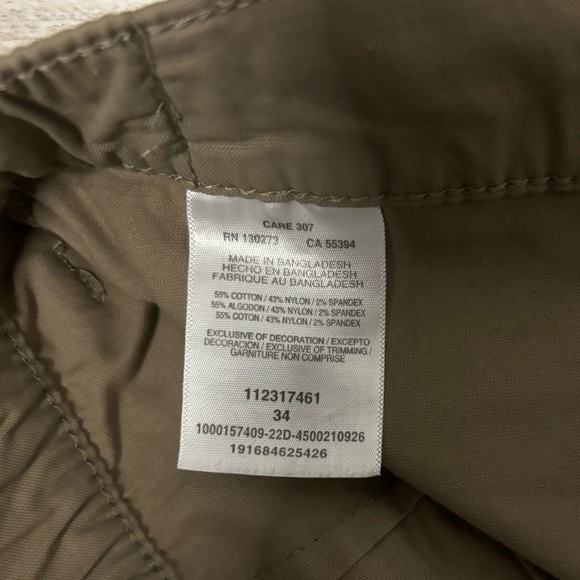 CARE 307
RN 130273 CA 55394
MADE IN BANGLADESH
HECHO EN BANGLADESH
FABRIQUE AU BANGLADESH
55% COTTON / 43% NYLON / 2% SPANDEX
55% ALGODON / 43% NYLON / 2% SPANDEX
55% COTON / 43% NYLON / 2% SPANDEX
EXCLUSIVE OF DECORATION / EXCEPTO
DECORACION / EXCLUSIVE OF TRIMMING /
GARNITURE NON COMPRISE
112317461
34
1000157409-22D-4500210926
191684625426